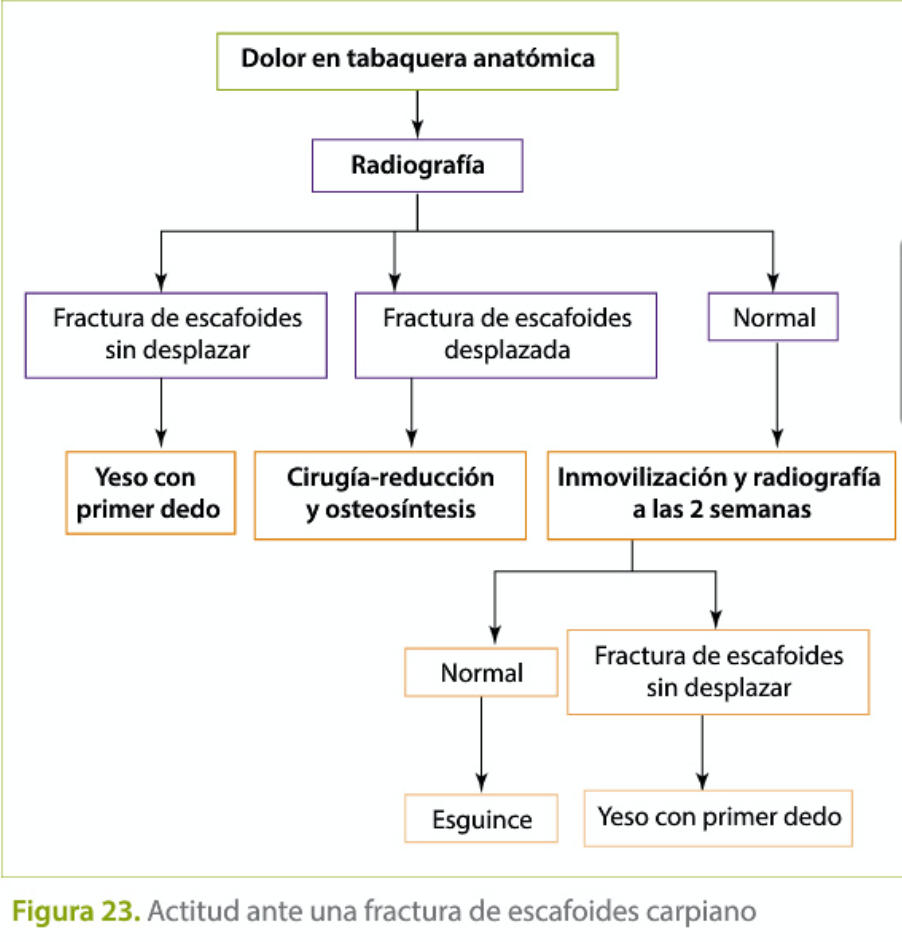 Dolor en tabaquera anatómica
Radiografía
Fractura de escafoides
sin desplazar
Fractura de escafoides
desplazada
Normal
Yeso con
primer dedo
Cirugía-reducción
y osteosíntesis
Inmovilización y radiografía
a las 2 semanas
Normal
Fractura de escafoides
sin desplazar
Esguince
Yeso con primer dedo
Figura 23. Actitud ante una fractura de escafoides carpiano